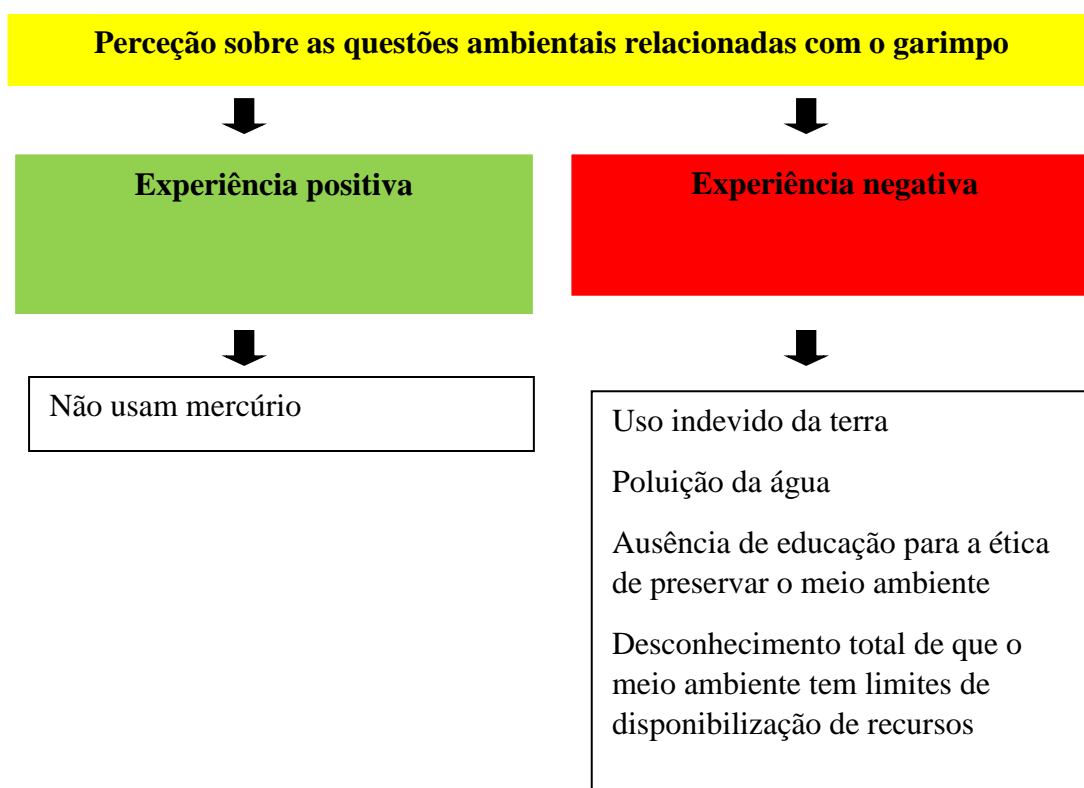 Perceção sobre as questões ambientais relacionadas com o garimpo
Experiência positiva
Experiência negativa
Não usam mercúrio
Uso indevido da terra
Poluição da água
Ausência de educação para a ética
de preservar o meio ambiente
Desconhecimento total de que o
meio ambiente tem limites de
disponibilização de recursos